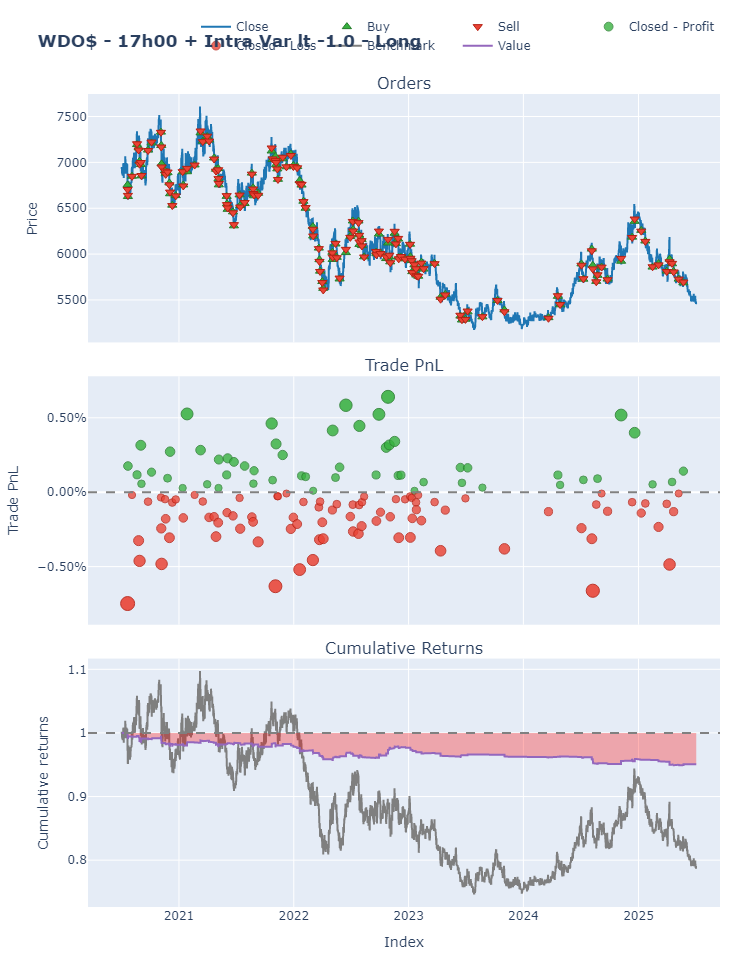 Close Buy Sell Closed - Profit
WDO$ - 17h00 + Intra Var lt -1.0 - Long
Closed - Loss Benchmark Value
Orders
7500
7000
6500
6000
5500
Price
Trade PnL
0.50%
0.00%
−0.50%
Trade PnL
Cumulative Returns
1.1
1
0.9
0.8
Cumulative returns
2021 2022 2023 2024 2025
Index